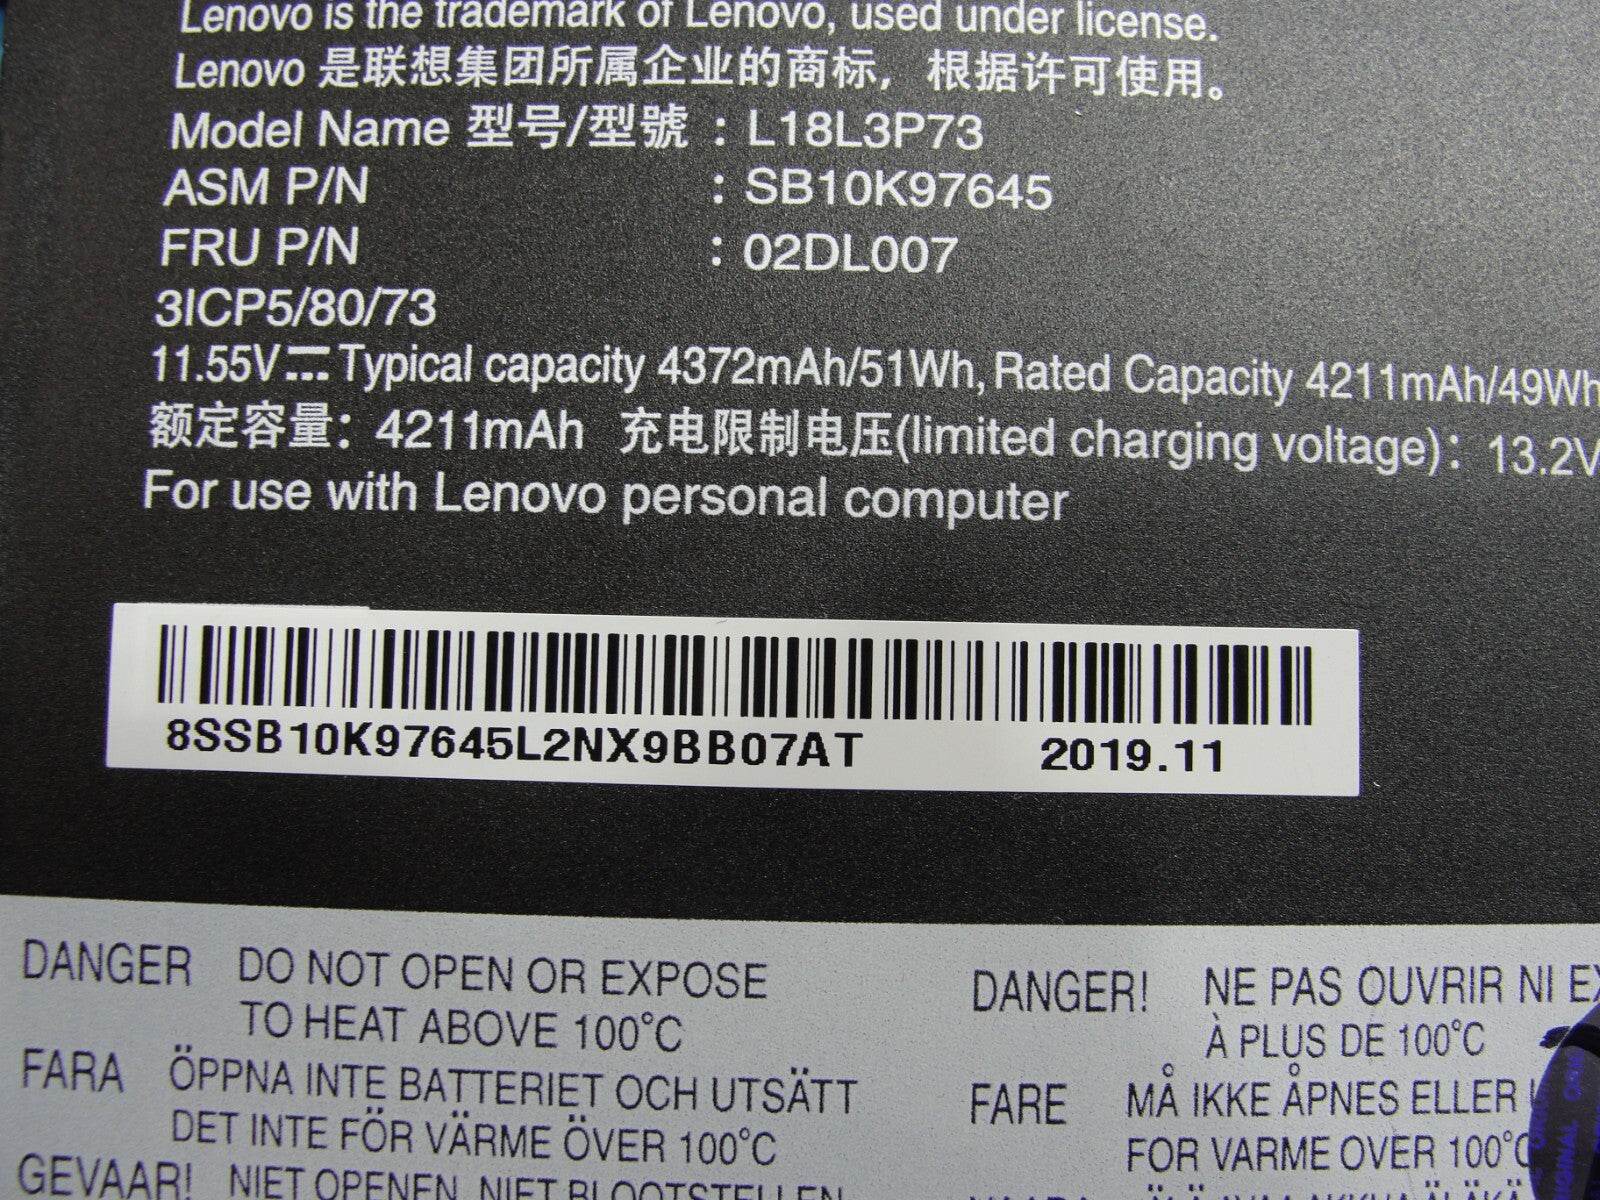 Lenovo is the trademark of Lenovo, used under license.
Lenovo 是联想集团所属企业的商标，根据许可使用。
Model Name 型号/型號 : L18L3P73
ASM P/N : SB10K97645
FRU P/N : 02DL007
3ICP5/80/73
11.55V⎓Typical capacity 4372mAh/51Wh, Rated Capacity 4211mAh/49Wh
额定容量：4211mAh 充电限制电压(limited charging voltage)：13.2V
For use with Lenovo personal computer
8SSB10K97645L2NX9BB07AT 2019.11
DANGER DO NOT OPEN OR EXPOSE
TO HEAT ABOVE 100°C
FARA ÖPPNA INTE BATTERIET OCH UTSÄTT
DET INTE FÖR VÄRME ÖVER 100°C
GEVAAR! NIET OPENEN, NIET BLOOTSTELLEN
DANGER! NE PAS OUVRIR NI EX
À PLUS DE 100°C
FARE MÅ IKKE ÅPNES ELLER
FOR VARME OVER 100°C
ORIGINAL